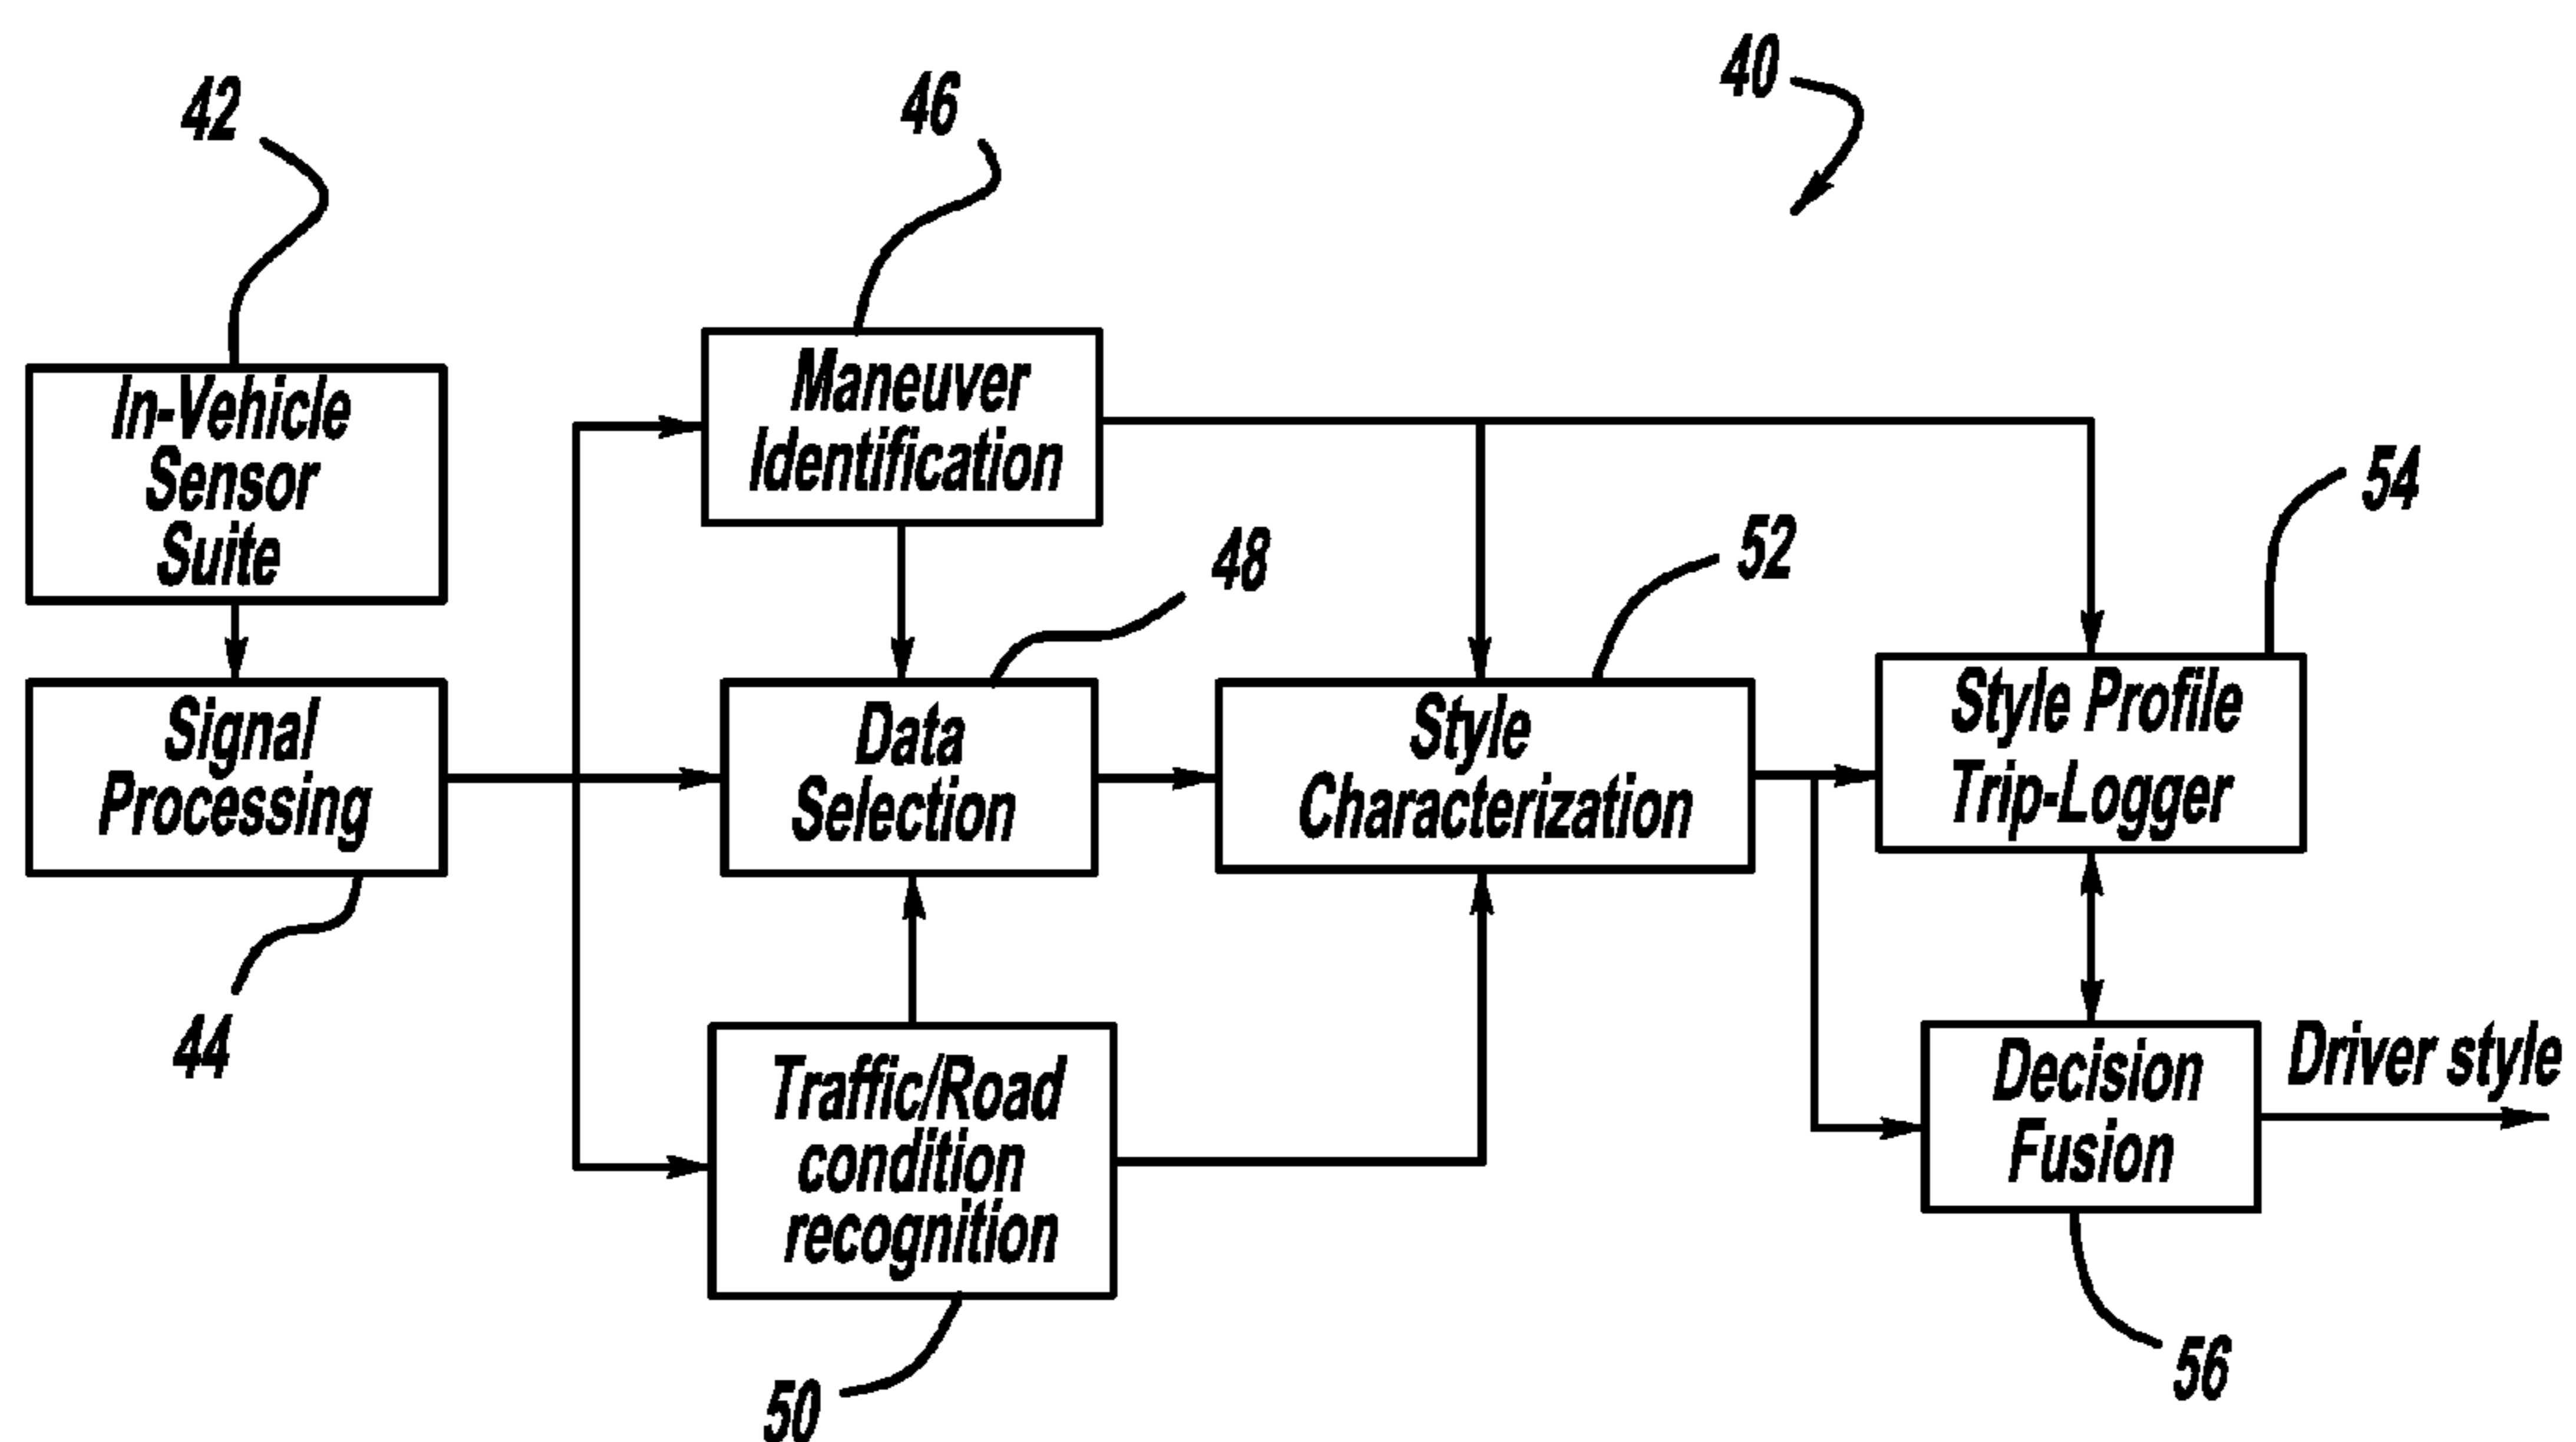 40
42
46
In-Vehicle
Sensor
Suite
Maneuver
Identification
54
48
52
Signal
Processing
Data
Selection
Style
Characterization
Style Profile
Trip-Logger
44
Traffic/Road
condition
recognition
Decision
Fusion
Driver style
50
56